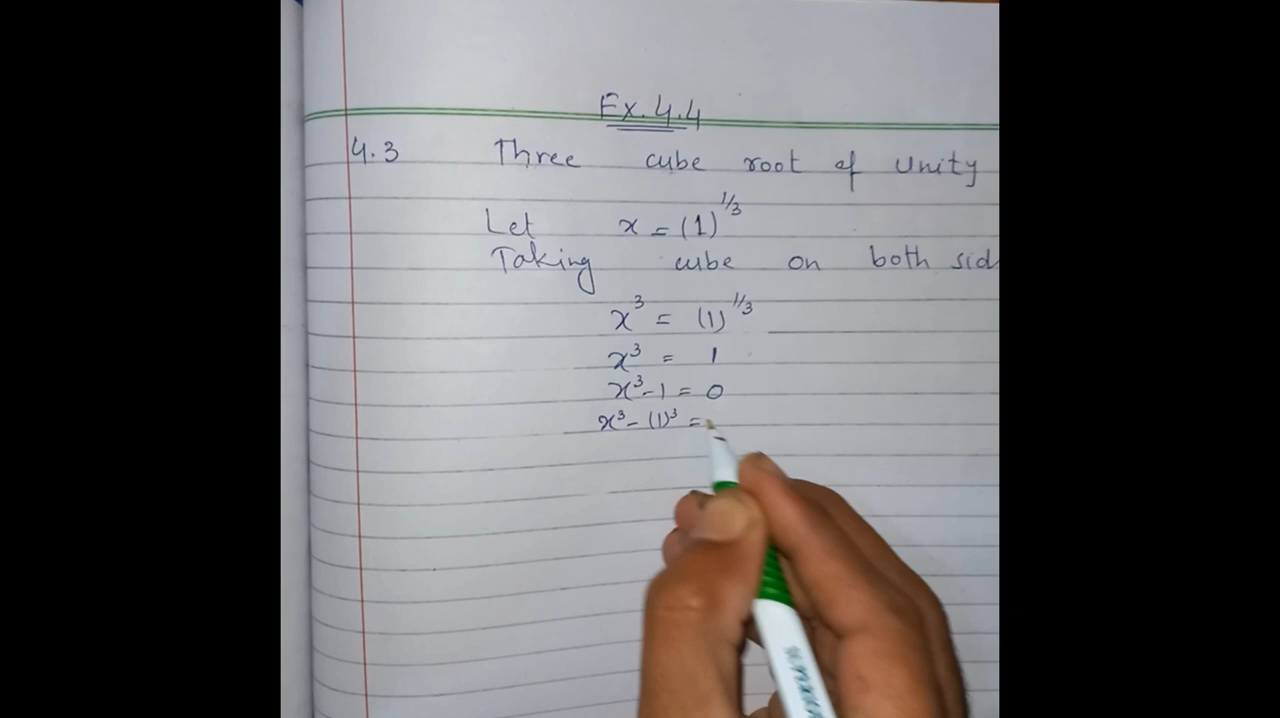 Ex.4.4
4.3 Three cube root of Unity
Let x = (1)^1/3
Taking cube on both sid
x^3 = (1)^1/3
x^3 = 1
x^3 - 1 = 0
x^3 - (1)^3 =